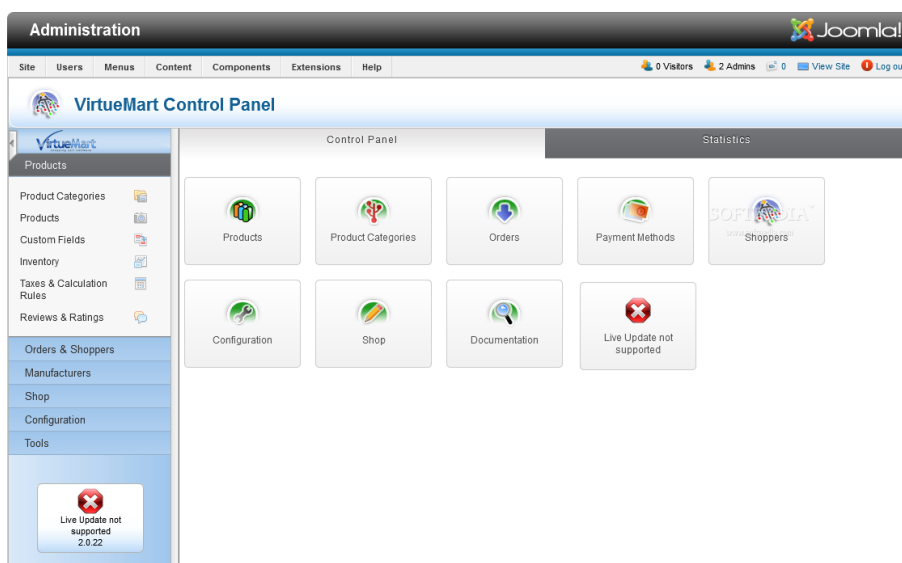 Administration
Joomla!
Site Users Menus Content Components Extensions Help
0 Visitors 2 Admins 0 View Site Log ou
VirtueMart Control Panel
VirtueMart
Control Panel
Statistics
Products
Product Categories
Products
Custom Fields
Inventory
Taxes & Calculation
Rules
Reviews & Ratings
Orders & Shoppers
Manufacturers
Shop
Configuration
Tools
Live Update not
supported
2.0.22
Products
Product Categories
Orders
Payment Methods
SOFTPEDIA
Shoppers
Configuration
Shop
Documentation
Live Update not
supported